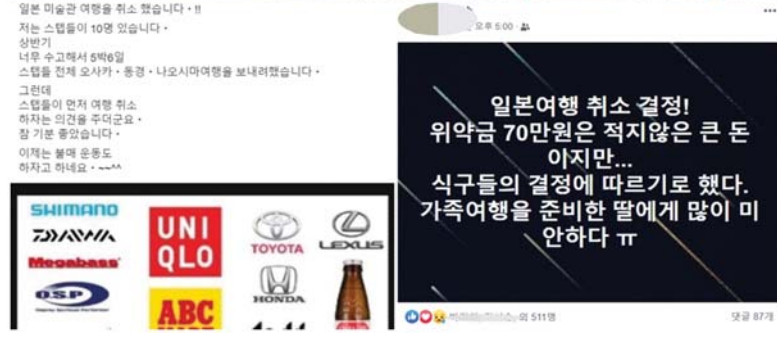 일본 미술관 여행을 취소 했습니다·!!
저는 스텝들이 10명 있습니다·
상반기
너무 수고해서 5박6일
스텝들 전체 오사카·동경·나오시마여행을 보내려했습니다·
그런데
스텝들이 먼저 여행 취소
하자는 의견을 주더군요·
참 기분 좋았습니다·
이제는 불매 운동도
하자고 하네요·~~^^
SHIMANO
DAIWA
Megabass
O.S.P
UNI
QLO
ABC
TOYOTA
LEXUS
HONDA
오후 5:00
일본여행 취소 결정!
위약금 70만원은 적지않은 큰 돈
이지만...
식구들의 결정에 따르기로 했다.
가족여행을 준비한 딸에게 많이 미
안하다 ㅠ
외 511명
댓글 87개